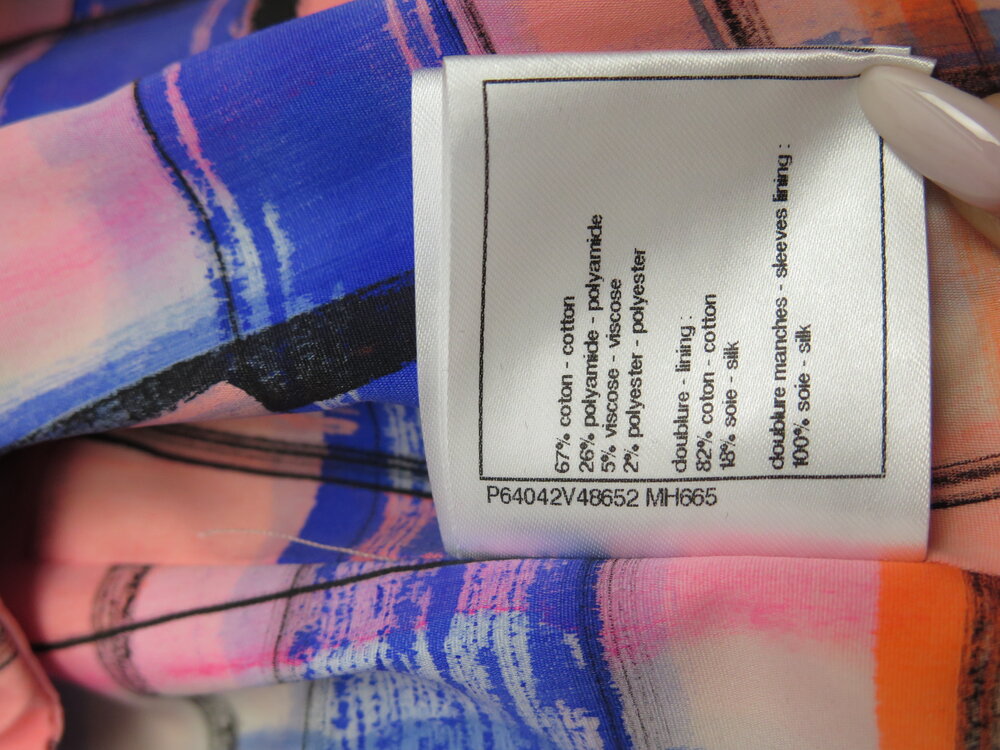 67% coton - cotton
26% polyamide - polyamide
5% viscose - viscose
2% polyester - polyester
doublure - lining :
82% coton - cotton
18% soie - silk
doublure manches - sleeves lining :
100% soie - silk
P64042V48652 MH665